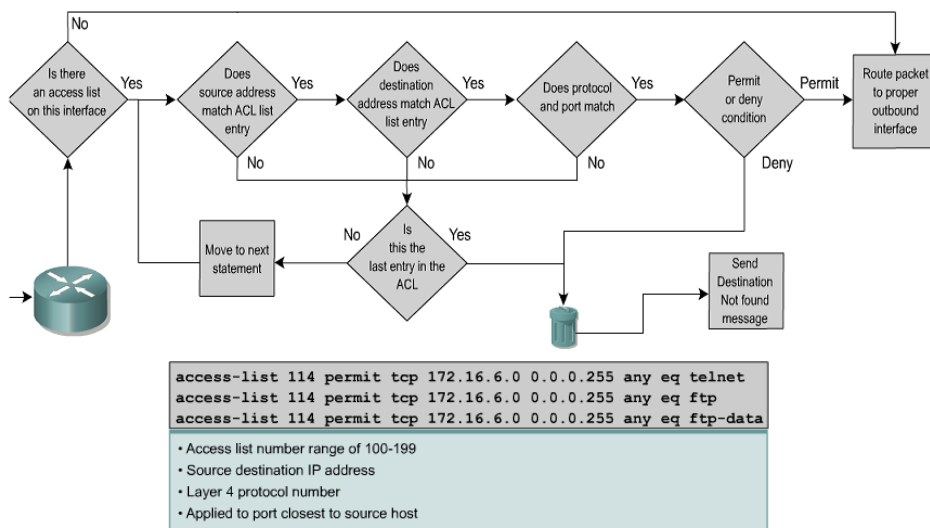 No
Is there
an access list
on this interface
Yes
Does
source address
match ACL list
entry
Yes
Does
destination
address match ACL
list entry
Yes
Does protocol
and port match
Yes
Permit
or deny
condition
Permit
Route packet
to proper
outbound
interface
No
No
No
Deny
Move to next
statement
No
Is
this the
last entry in the
ACL
Yes
Send
Destination
Not found
message
access-list 114 permit tcp 172.16.6.0 0.0.0.255 any eq telnet
access-list 114 permit tcp 172.16.6.0 0.0.0.255 any eq ftp
access-list 114 permit tcp 172.16.6.0 0.0.0.255 any eq ftp-data
• Access list number range of 100-199
• Source destination IP address
• Layer 4 protocol number
• Applied to port closest to source host